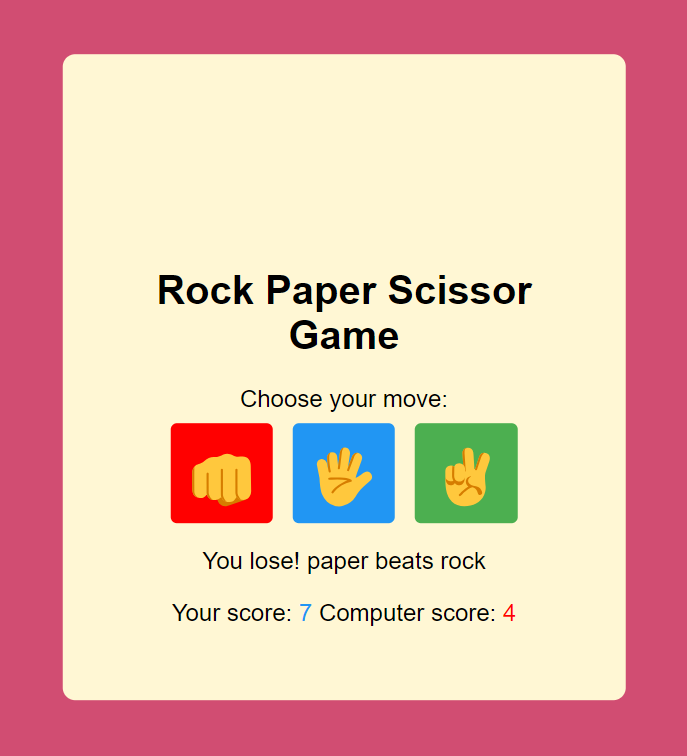 Rock Paper Scissor
Game
Choose your move:
You lose! paper beats rock
Your score: 7 Computer score: 4